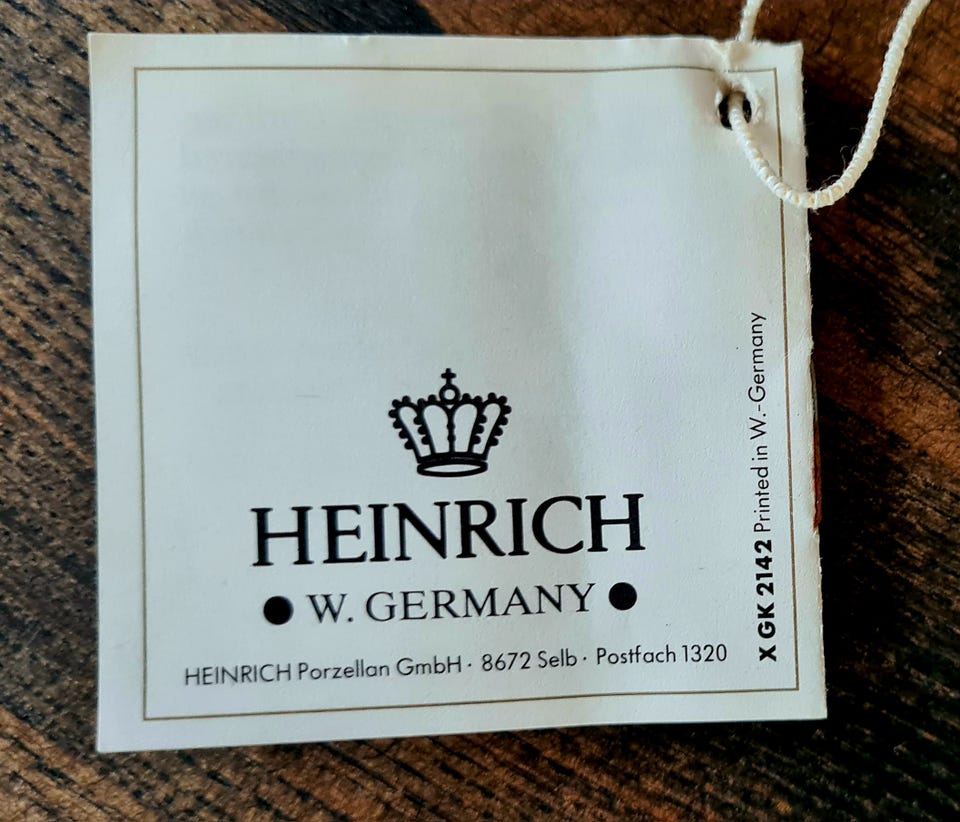 HEINRICH
● W. GERMANY ●
HEINRICH Porzellan GmbH · 8672 Selb · Postfach 1320
X GK 2142 Printed in W.-Germany